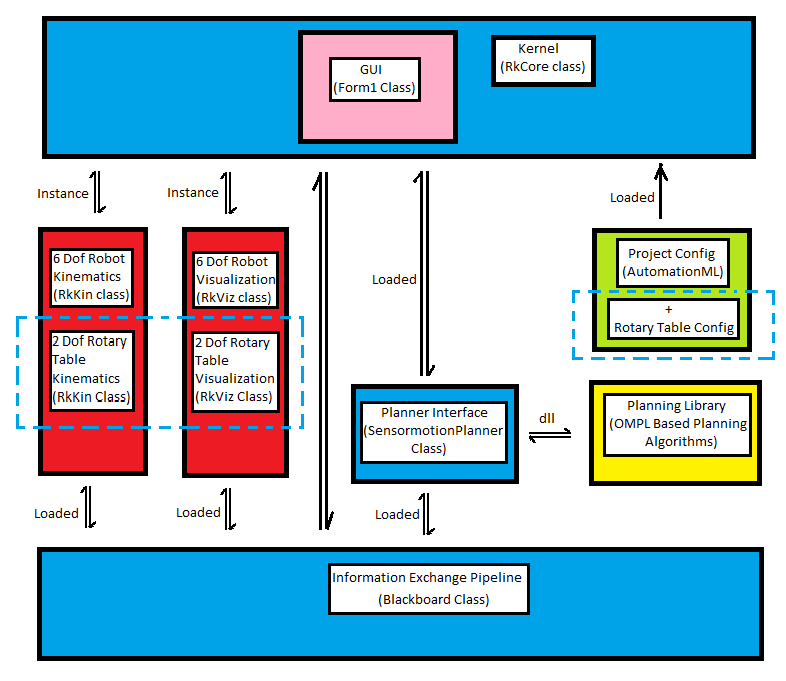 GUI
(Form1 Class)
Kernel
(RkCore class)
Instance
Instance
Loaded
Loaded
6 Dof Robot
Kinematics
(RkKin class)
6 Dof Robot
Visualization
(RkViz class)
Project Config
(AutomationML)
+
Rotary Table Config
2 Dof Rotary
Table
Kinematics
(RkKin Class)
2 Dof Rotary
Table
Visualization
(RkViz Class)
Planner Interface
(SensormotionPlanner
Class)
dll
Planning Library
(OMPL Based Planning
Algorithms)
Loaded
Loaded
Loaded
Information Exchange Pipeline
(Blackboard Class)